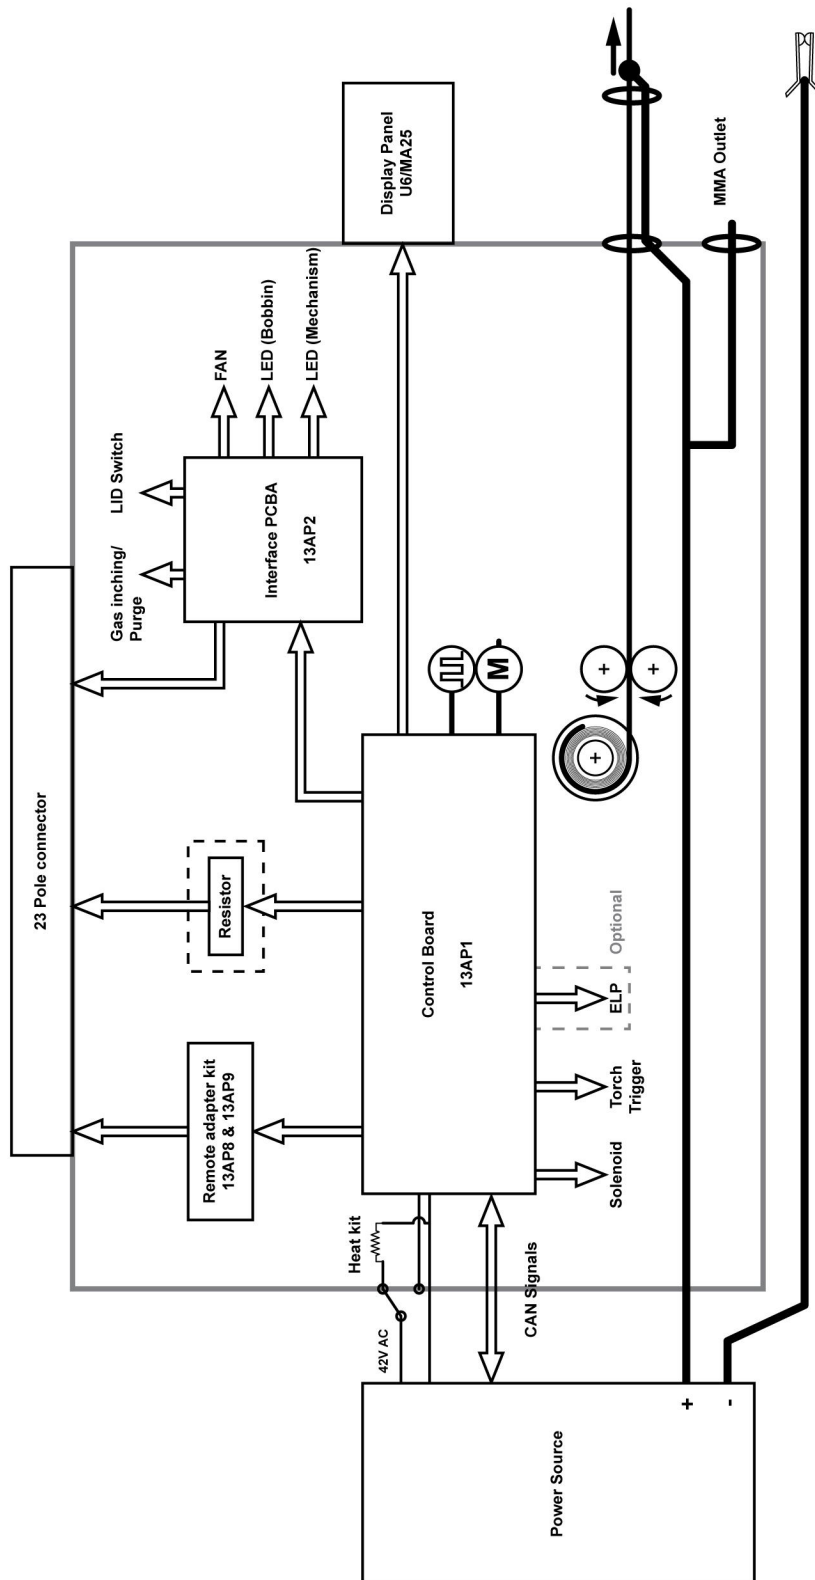 23 Pole connector
Gas inching/
Purge
LID Switch
FAN
LED (Bobbin)
LED (Mechanism)
Display Panel
U6/MA25
Interface PCBA
13AP2
Remote adapter kit
13AP8 & 13AP9
Resistor
Heat kit
42V AC
Control Board
13AP1
M
CAN Signals
Solenoid
Torch
Trigger
ELP
Optional
+
+
+
MMA Outlet
Power Source
+
-